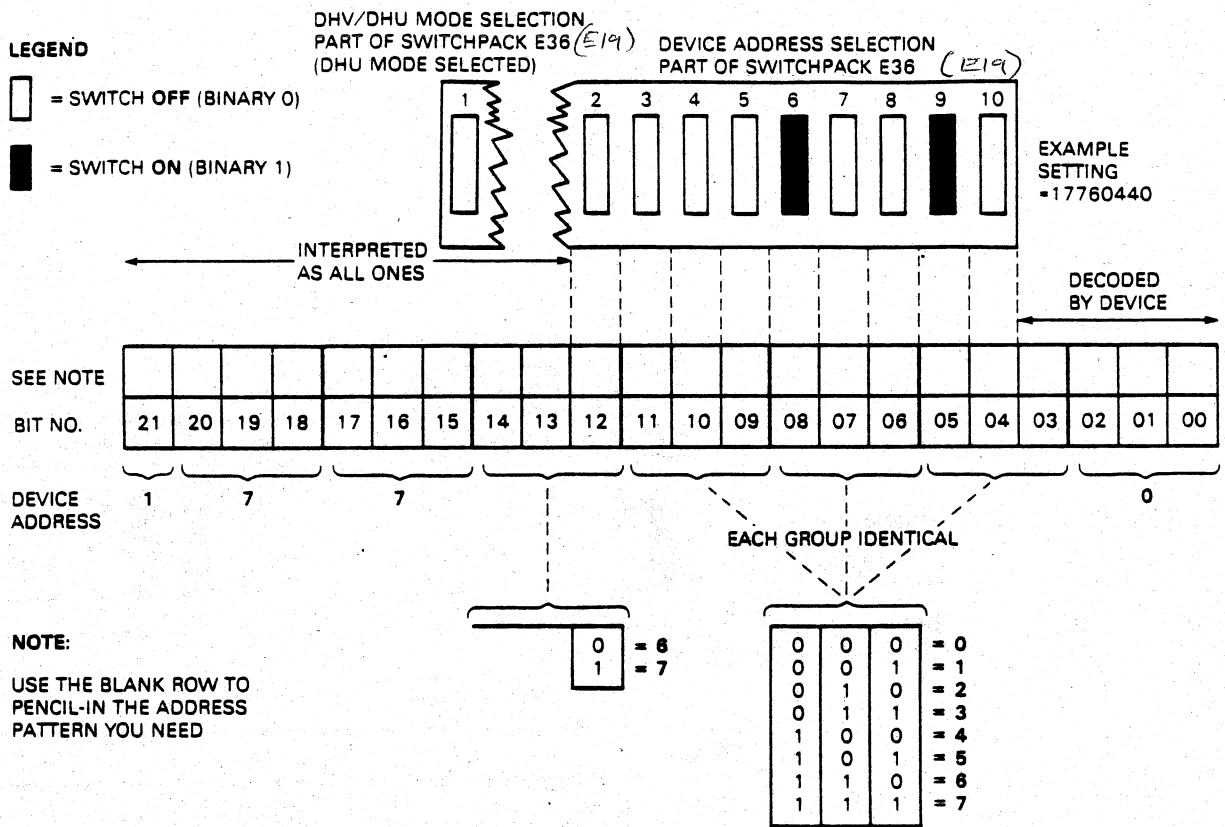 DHV/DHU MODE SELECTION
PART OF SWITCHPACK E36 (E19)
(DHU MODE SELECTED)
DEVICE ADDRESS SELECTION
PART OF SWITCHPACK E36 (E19)
LEGEND
= SWITCH OFF (BINARY 0)
= SWITCH ON (BINARY 1)
1 2 3 4 5 6 7 8 9 10
EXAMPLE
SETTING
=17760440
INTERPRETED
AS ALL ONES
DECODED
BY DEVICE
SEE NOTE
BIT NO. 21 20 19 18 17 16 15 14 13 12 11 10 09 08 07 06 05 04 03 02 01 00
DEVICE
ADDRESS
1 7 7 0
EACH GROUP IDENTICAL
0 = 6
1 = 7
0 0 0 = 0
0 0 1 = 1
0 1 0 = 2
0 1 1 = 3
1 0 0 = 4
1 0 1 = 5
1 1 0 = 6
1 1 1 = 7
NOTE:
USE THE BLANK ROW TO
PENCIL-IN THE ADDRESS
PATTERN YOU NEED